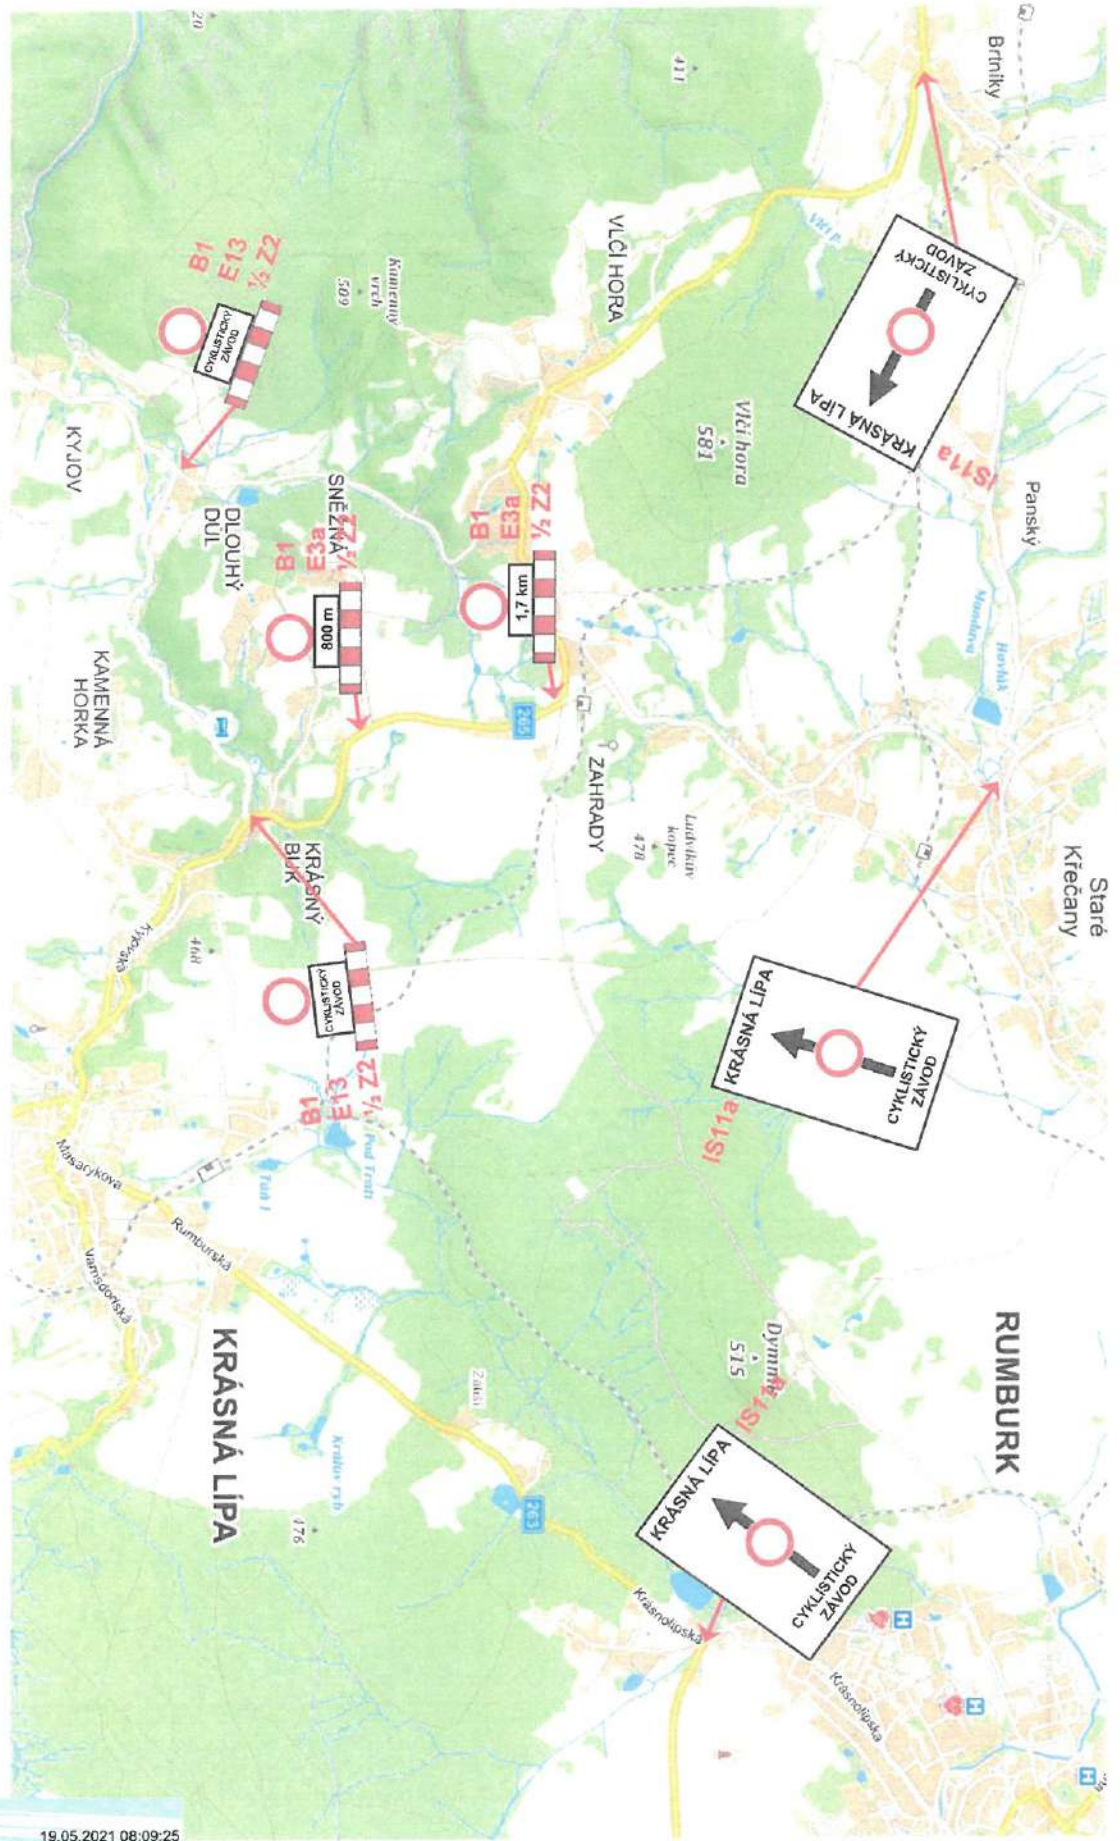 Brtníky
411
20
Vlčí p.
VLČÍ HORA
CYKLISTICKÝ
ZÁVOD
KRÁSNÁ LÍPA
IS11a
Panský
Kamenný
vrch
509
Vlčí hora
581
B1
E13
½ Z2
CYKLISTICKÝ
ZÁVOD
KYJOV
DLOUHÝ
DŮL
SNĚŽNÁ
B1
E3a
½ Z2
800 m
B1
E3a
½ Z2
1,7 km
265
ZAHRADY
KAMENNÁ
HORKA
KRÁSNÝ
BUK
Ludvíkův
kopec
478
Staré
Křečany
KRÁSNÁ LÍPA
CYKLISTICKÝ
ZÁVOD
IS11a
Kyjovská
468
CYKLISTICKÝ
ZÁVOD
B1
E13
½ Z2
Pod Tratí
Masarykova
Rumburská
Varnsdorfská
KRÁSNÁ LÍPA
476
263
Dymník
515
IS11a
RUMBURK
KRÁSNÁ LÍPA
CYKLISTICKÝ
ZÁVOD
Krásnolipská
Krásnolipská
H
H
H
19.05.2021 08:09:25